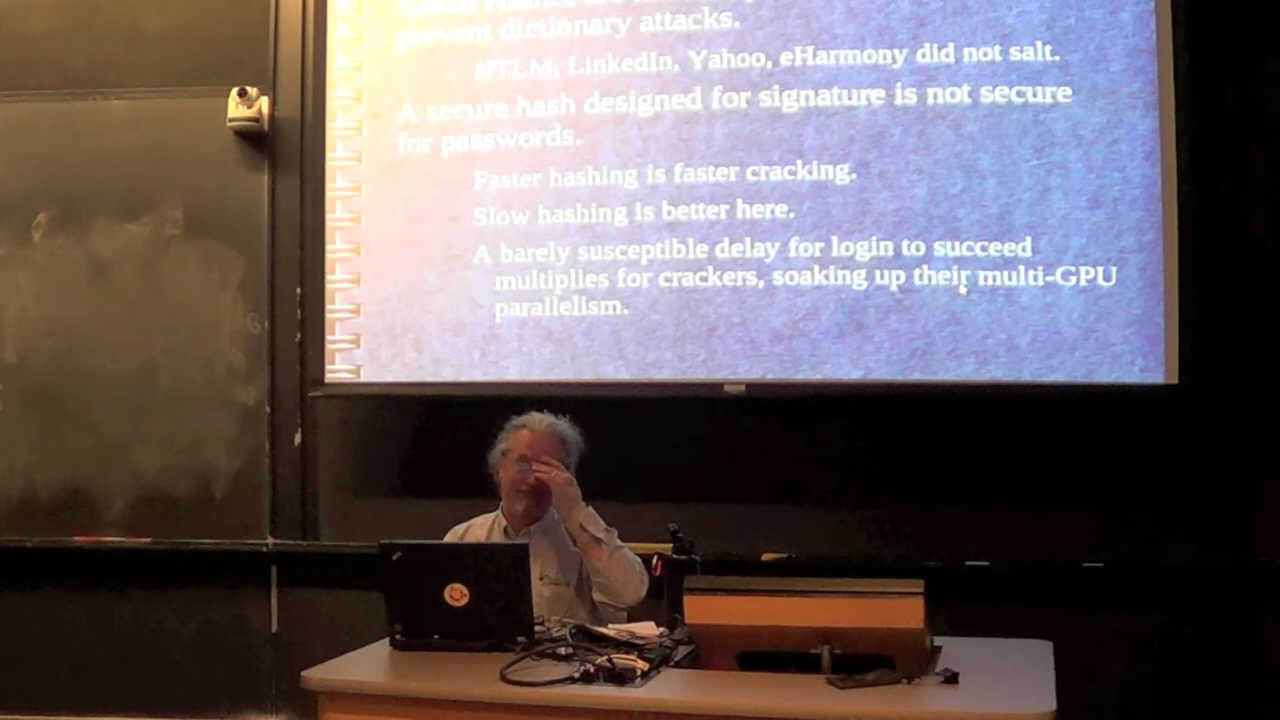 prevent dictionary attacks.
NTLM, LinkedIn, Yahoo, eHarmony did not salt.
A secure hash designed for signature is not secure
for passwords.
Faster hashing is faster cracking.
Slow hashing is better here.
A barely susceptible delay for login to succeed
multiplies for crackers, soaking up their multi-GPU
parallelism.